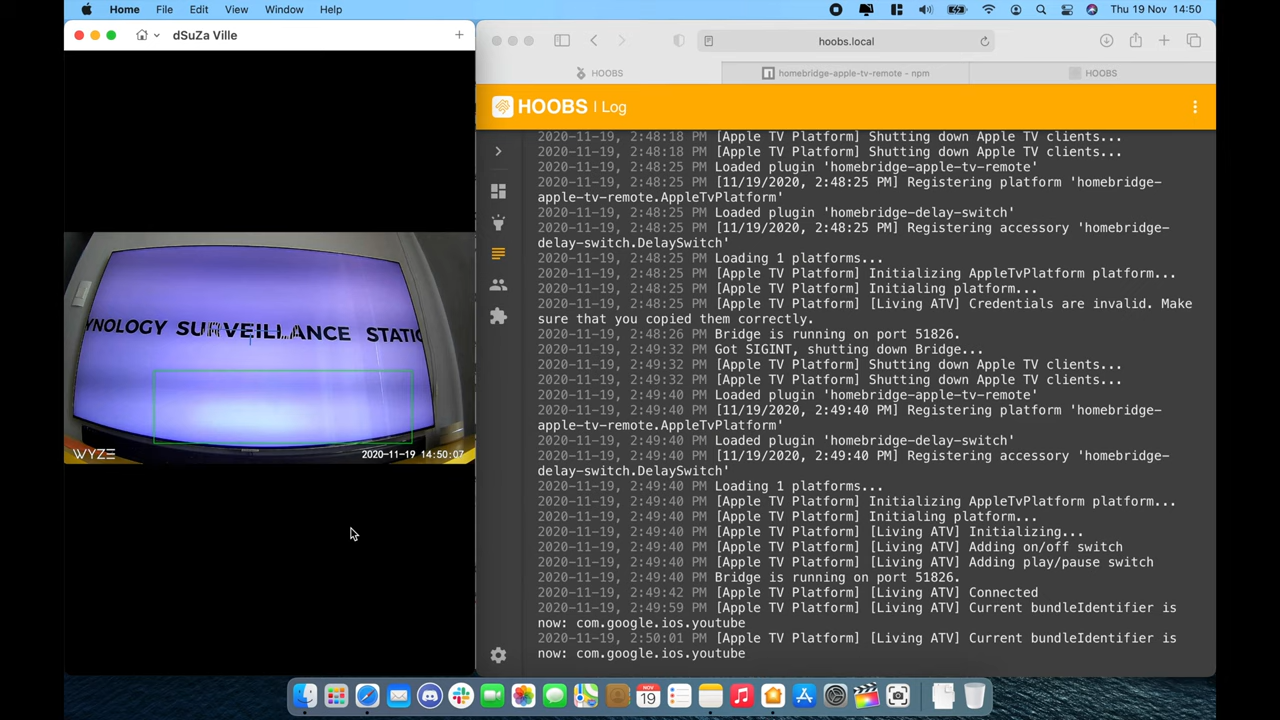 Home File Edit View Window Help
Thu 19 Nov 14:50
dSuZa Ville
hoobs.local
HOOBS
homebridge-apple-tv-remote - npm
HOOBS
HOOBS | Log
YNOLOGY SURVEILLANCE STATIO
WYZE
2020-11-19 14:50:07
2020-11-19, 2:48:18 PM [Apple TV Platform] Shutting down Apple TV clients...
2020-11-19, 2:48:18 PM [Apple TV Platform] Shutting down Apple TV clients...
2020-11-19, 2:48:25 PM Loaded plugin 'homebridge-apple-tv-remote'
2020-11-19, 2:48:25 PM [11/19/2020, 2:48:25 PM] Registering platform 'homebridge-
apple-tv-remote.AppleTvPlatform'
2020-11-19, 2:48:25 PM Loaded plugin 'homebridge-delay-switch'
2020-11-19, 2:48:25 PM [11/19/2020, 2:48:25 PM] Registering accessory 'homebridge-
delay-switch.DelaySwitch'
2020-11-19, 2:48:25 PM Loading 1 platforms...
2020-11-19, 2:48:25 PM [Apple TV Platform] Initializing AppleTvPlatform platform...
2020-11-19, 2:48:25 PM [Apple TV Platform] Initialing platform...
2020-11-19, 2:48:25 PM [Apple TV Platform] [Living ATV] Credentials are invalid. Make
sure that you copied them correctly.
2020-11-19, 2:48:26 PM Bridge is running on port 51826.
2020-11-19, 2:49:32 PM Got SIGINT, shutting down Bridge...
2020-11-19, 2:49:32 PM [Apple TV Platform] Shutting down Apple TV clients...
2020-11-19, 2:49:32 PM [Apple TV Platform] Shutting down Apple TV clients...
2020-11-19, 2:49:40 PM Loaded plugin 'homebridge-apple-tv-remote'
2020-11-19, 2:49:40 PM [11/19/2020, 2:49:40 PM] Registering platform 'homebridge-
apple-tv-remote.AppleTvPlatform'
2020-11-19, 2:49:40 PM Loaded plugin 'homebridge-delay-switch'
2020-11-19, 2:49:40 PM [11/19/2020, 2:49:40 PM] Registering accessory 'homebridge-
delay-switch.DelaySwitch'
2020-11-19, 2:49:40 PM Loading 1 platforms...
2020-11-19, 2:49:40 PM [Apple TV Platform] Initializing AppleTvPlatform platform...
2020-11-19, 2:49:40 PM [Apple TV Platform] Initialing platform...
2020-11-19, 2:49:40 PM [Apple TV Platform] [Living ATV] Initializing...
2020-11-19, 2:49:40 PM [Apple TV Platform] [Living ATV] Adding on/off switch
2020-11-19, 2:49:40 PM [Apple TV Platform] [Living ATV] Adding play/pause switch
2020-11-19, 2:49:40 PM Bridge is running on port 51826.
2020-11-19, 2:49:42 PM [Apple TV Platform] [Living ATV] Connected
2020-11-19, 2:49:59 PM [Apple TV Platform] [Living ATV] Current bundleIdentifier is
now: com.google.ios.youtube
2020-11-19, 2:50:01 PM [Apple TV Platform] [Living ATV] Current bundleIdentifier is
now: com.google.ios.youtube
NOV
19